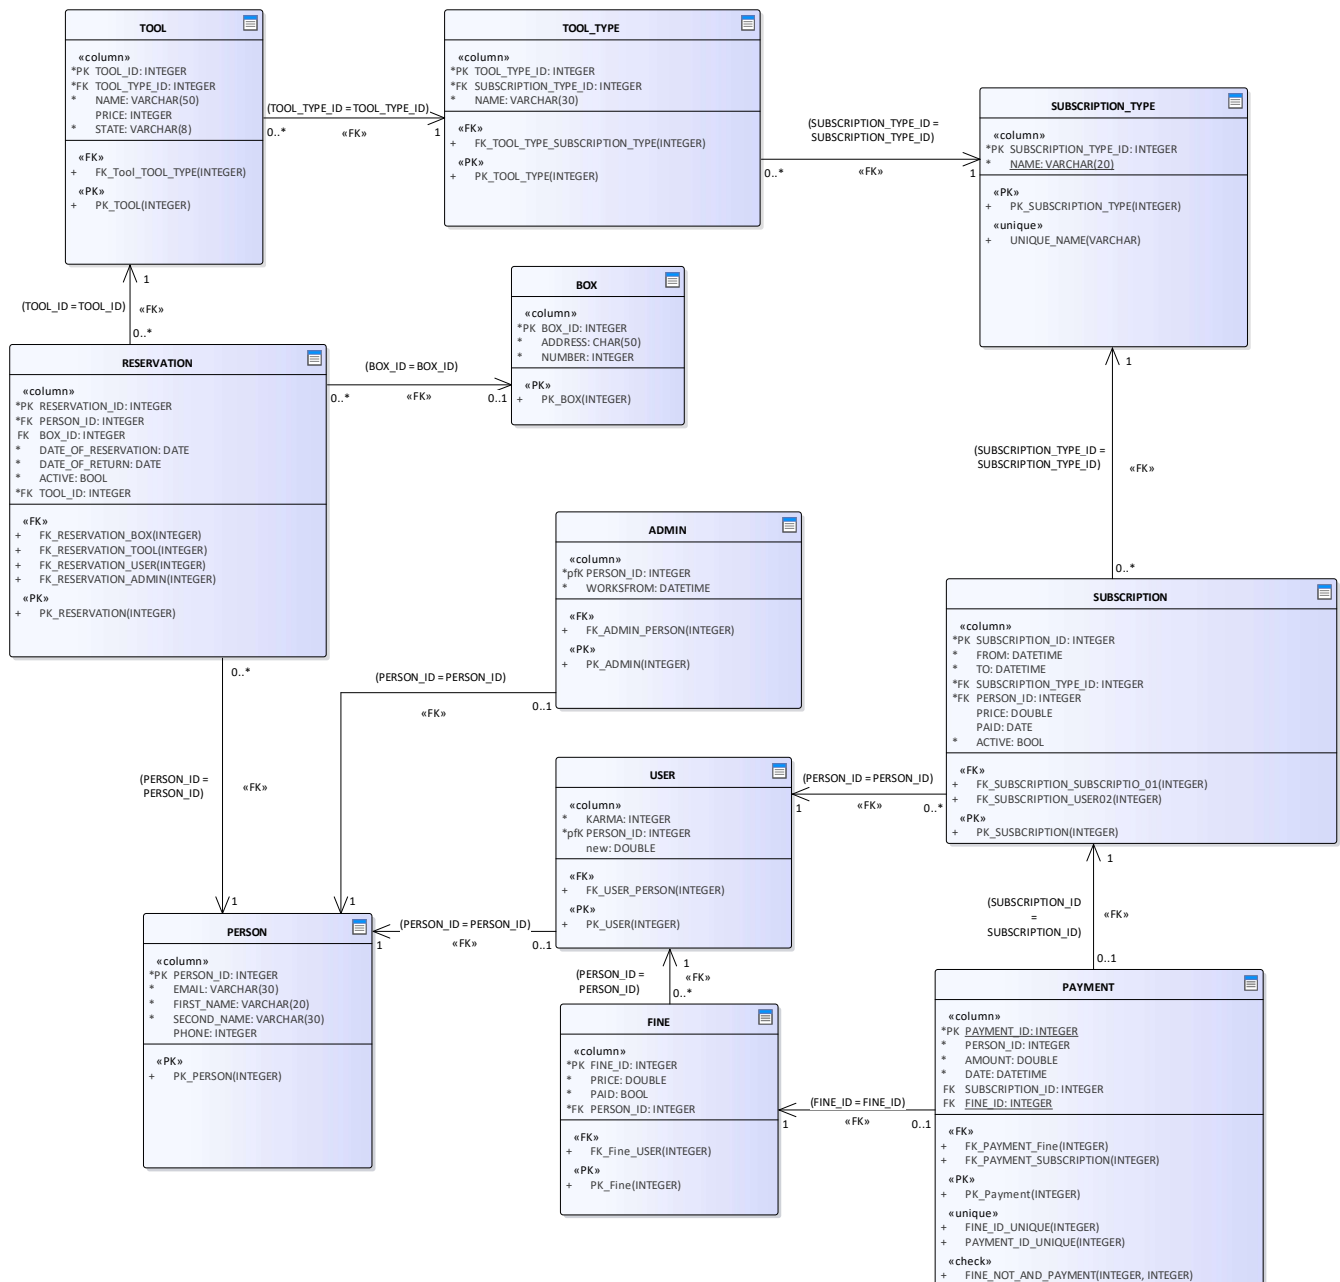 TOOL
«column»
*PK TOOL_ID: INTEGER
*FK TOOL_TYPE_ID: INTEGER
* NAME: VARCHAR(50)
PRICE: INTEGER
* STATE: VARCHAR(8)
«FK»
+ FK_Tool_TOOL_TYPE(INTEGER)
«PK»
+ PK_TOOL(INTEGER)
(TOOL_TYPE_ID = TOOL_TYPE_ID)
0..*
«FK»
1
TOOL_TYPE
«column»
*PK TOOL_TYPE_ID: INTEGER
*FK SUBSCRIPTION_TYPE_ID: INTEGER
* NAME: VARCHAR(30)
«FK»
+ FK_TOOL_TYPE_SUBSCRIPTION_TYPE(INTEGER)
«PK»
+ PK_TOOL_TYPE(INTEGER)
(SUBSCRIPTION_TYPE_ID =
SUBSCRIPTION_TYPE_ID)
0..*
«FK»
1
SUBSCRIPTION_TYPE
«column»
*PK SUBSCRIPTION_TYPE_ID: INTEGER
* NAME: VARCHAR(20)
«PK»
+ PK_SUBSCRIPTION_TYPE(INTEGER)
«unique»
+ UNIQUE_NAME(VARCHAR)
1
(TOOL_ID = TOOL_ID)
«FK»
0..*
BOX
«column»
*PK BOX_ID: INTEGER
* ADDRESS: CHAR(50)
* NUMBER: INTEGER
«PK»
+ PK_BOX(INTEGER)
RESERVATION
«column»
*PK RESERVATION_ID: INTEGER
*FK PERSON_ID: INTEGER
FK BOX_ID: INTEGER
* DATE_OF_RESERVATION: DATE
* DATE_OF_RETURN: DATE
* ACTIVE: BOOL
*FK TOOL_ID: INTEGER
«FK»
+ FK_RESERVATION_BOX(INTEGER)
+ FK_RESERVATION_TOOL(INTEGER)
+ FK_RESERVATION_USER(INTEGER)
+ FK_RESERVATION_ADMIN(INTEGER)
«PK»
+ PK_RESERVATION(INTEGER)
(BOX_ID = BOX_ID)
0..*
«FK»
0..1
1
(SUBSCRIPTION_TYPE_ID =
SUBSCRIPTION_TYPE_ID)
«FK»
0..*
ADMIN
«column»
*pfK PERSON_ID: INTEGER
* WORKSFROM: DATETIME
«FK»
+ FK_ADMIN_PERSON(INTEGER)
«PK»
+ PK_ADMIN(INTEGER)
(PERSON_ID = PERSON_ID)
0..1
«FK»
1
SUBSCRIPTION
«column»
*PK SUBSCRIPTION_ID: INTEGER
* FROM: DATETIME
* TO: DATETIME
*FK SUBSCRIPTION_TYPE_ID: INTEGER
*FK PERSON_ID: INTEGER
PRICE: DOUBLE
PAID: DATE
* ACTIVE: BOOL
«FK»
+ FK_SUBSCRIPTION_SUBSCRIPTIO_01(INTEGER)
+ FK_SUBSCRIPTION_USER02(INTEGER)
«PK»
+ PK_SUSBCRIPTION(INTEGER)
0..*
(PERSON_ID =
PERSON_ID)
«FK»
1
USER
«column»
* KARMA: INTEGER
*pfK PERSON_ID: INTEGER
new: DOUBLE
«FK»
+ FK_USER_PERSON(INTEGER)
«PK»
+ PK_USER(INTEGER)
(PERSON_ID = PERSON_ID)
1
«FK»
0..*
PERSON
«column»
*PK PERSON_ID: INTEGER
* EMAIL: VARCHAR(30)
* FIRST_NAME: VARCHAR(20)
* SECOND_NAME: VARCHAR(30)
PHONE: INTEGER
«PK»
+ PK_PERSON(INTEGER)
(PERSON_ID = PERSON_ID)
1
«FK»
0..1
1
(SUBSCRIPTION_ID
=
SUBSCRIPTION_ID)
«FK»
0..1
1
(PERSON_ID =
PERSON_ID)
«FK»
0..*
FINE
«column»
*PK FINE_ID: INTEGER
* PRICE: DOUBLE
* PAID: BOOL
*FK PERSON_ID: INTEGER
«FK»
+ FK_Fine_USER(INTEGER)
«PK»
+ PK_Fine(INTEGER)
(FINE_ID = FINE_ID)
1
«FK»
0..1
PAYMENT
«column»
*PK PAYMENT_ID: INTEGER
* PERSON_ID: INTEGER
* AMOUNT: DOUBLE
* DATE: DATETIME
FK SUBSCRIPTION_ID: INTEGER
FK FINE_ID: INTEGER
«FK»
+ FK_PAYMENT_Fine(INTEGER)
+ FK_PAYMENT_SUBSCRIPTION(INTEGER)
«PK»
+ PK_Payment(INTEGER)
«unique»
+ FINE_ID_UNIQUE(INTEGER)
+ PAYMENT_ID_UNIQUE(INTEGER)
«check»
+ FINE_NOT_AND_PAYMENT(INTEGER, INTEGER)